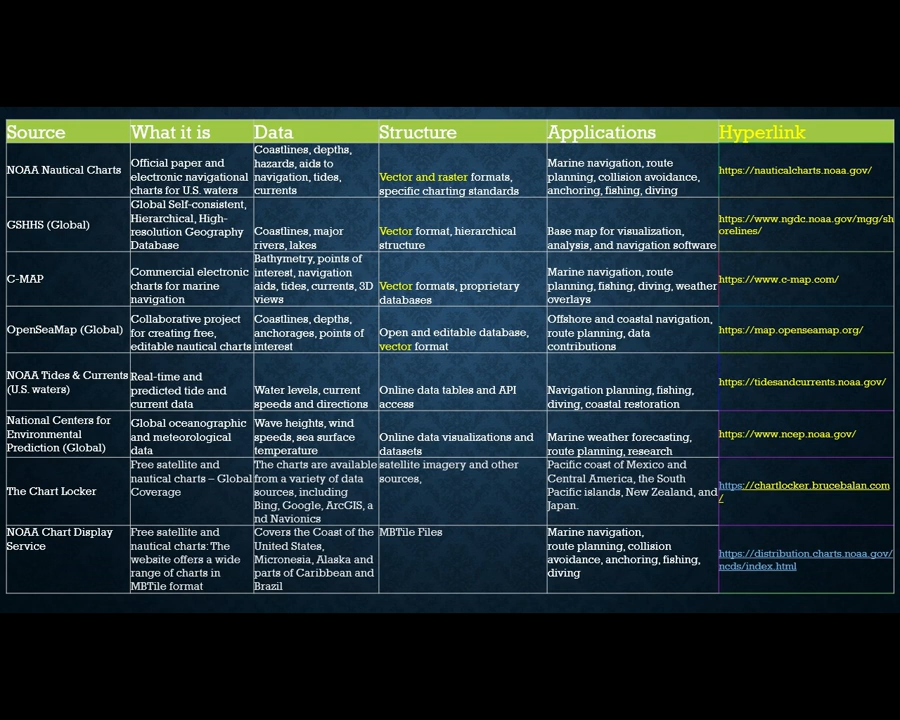 Source What it is Data Structure Applications Hyperlink
NOAA Nautical Charts
Official paper and
electronic navigational
charts for U.S. waters
Coastlines, depths,
hazards, aids to
navigation, tides,
currents
Vector and raster formats,
specific charting standards
Marine navigation, route
planning, collision avoidance,
anchoring, fishing, diving
https://nauticalcharts.noaa.gov/
GSHHS (Global)
Global Self-consistent,
Hierarchical, High-
resolution Geography
Database
Coastlines, major
rivers, lakes
Vector format, hierarchical
structure
Base map for visualization,
analysis, and navigation software
https://www.ngdc.noaa.gov/mgg/sh
orelines/
C-MAP
Commercial electronic
charts for marine
navigation
Bathymetry, points of
interest, navigation
aids, tides, currents, 3D
views
Vector formats, proprietary
databases
Marine navigation, route
planning, fishing, diving, weather
overlays
https://www.c-map.com/
OpenSeaMap (Global)
Collaborative project
for creating free,
editable nautical charts
Coastlines, depths,
anchorages, points of
interest
Open and editable database,
vector format
Offshore and coastal navigation,
route planning, data
contributions
https://map.openseamap.org/
NOAA Tides & Currents
(U.S. waters)
Real-time and
predicted tide and
current data
Water levels, current
speeds and directions
Online data tables and API
access
Navigation planning, fishing,
diving, coastal restoration
https://tidesandcurrents.noaa.gov/
National Centers for
Environmental
Prediction (Global)
Global oceanographic
and meteorological
data
Wave heights, wind
speeds, sea surface
temperature
Online data visualizations and
datasets
Marine weather forecasting,
route planning, research
https://www.ncep.noaa.gov/
The Chart Locker
Free satellite and
nautical charts – Global
Coverage
The charts are available
from a variety of data
sources, including
Bing, Google, ArcGIS, a
nd Navionics
satellite imagery and other
sources,
Pacific coast of Mexico and
Central America, the South
Pacific islands, New Zealand, and
Japan.
https://chartlocker.brucebalan.com
/
NOAA Chart Display
Service
Free satellite and
nautical charts: The
website offers a wide
range of charts in
MBTile format
Covers the Coast of the
United States,
Micronesia, Alaska and
parts of Caribbean and
Brazil
MBTile Files
Marine navigation,
route planning, collision
avoidance, anchoring, fishing,
diving
https://distribution.charts.noaa.gov/
ncds/index.html